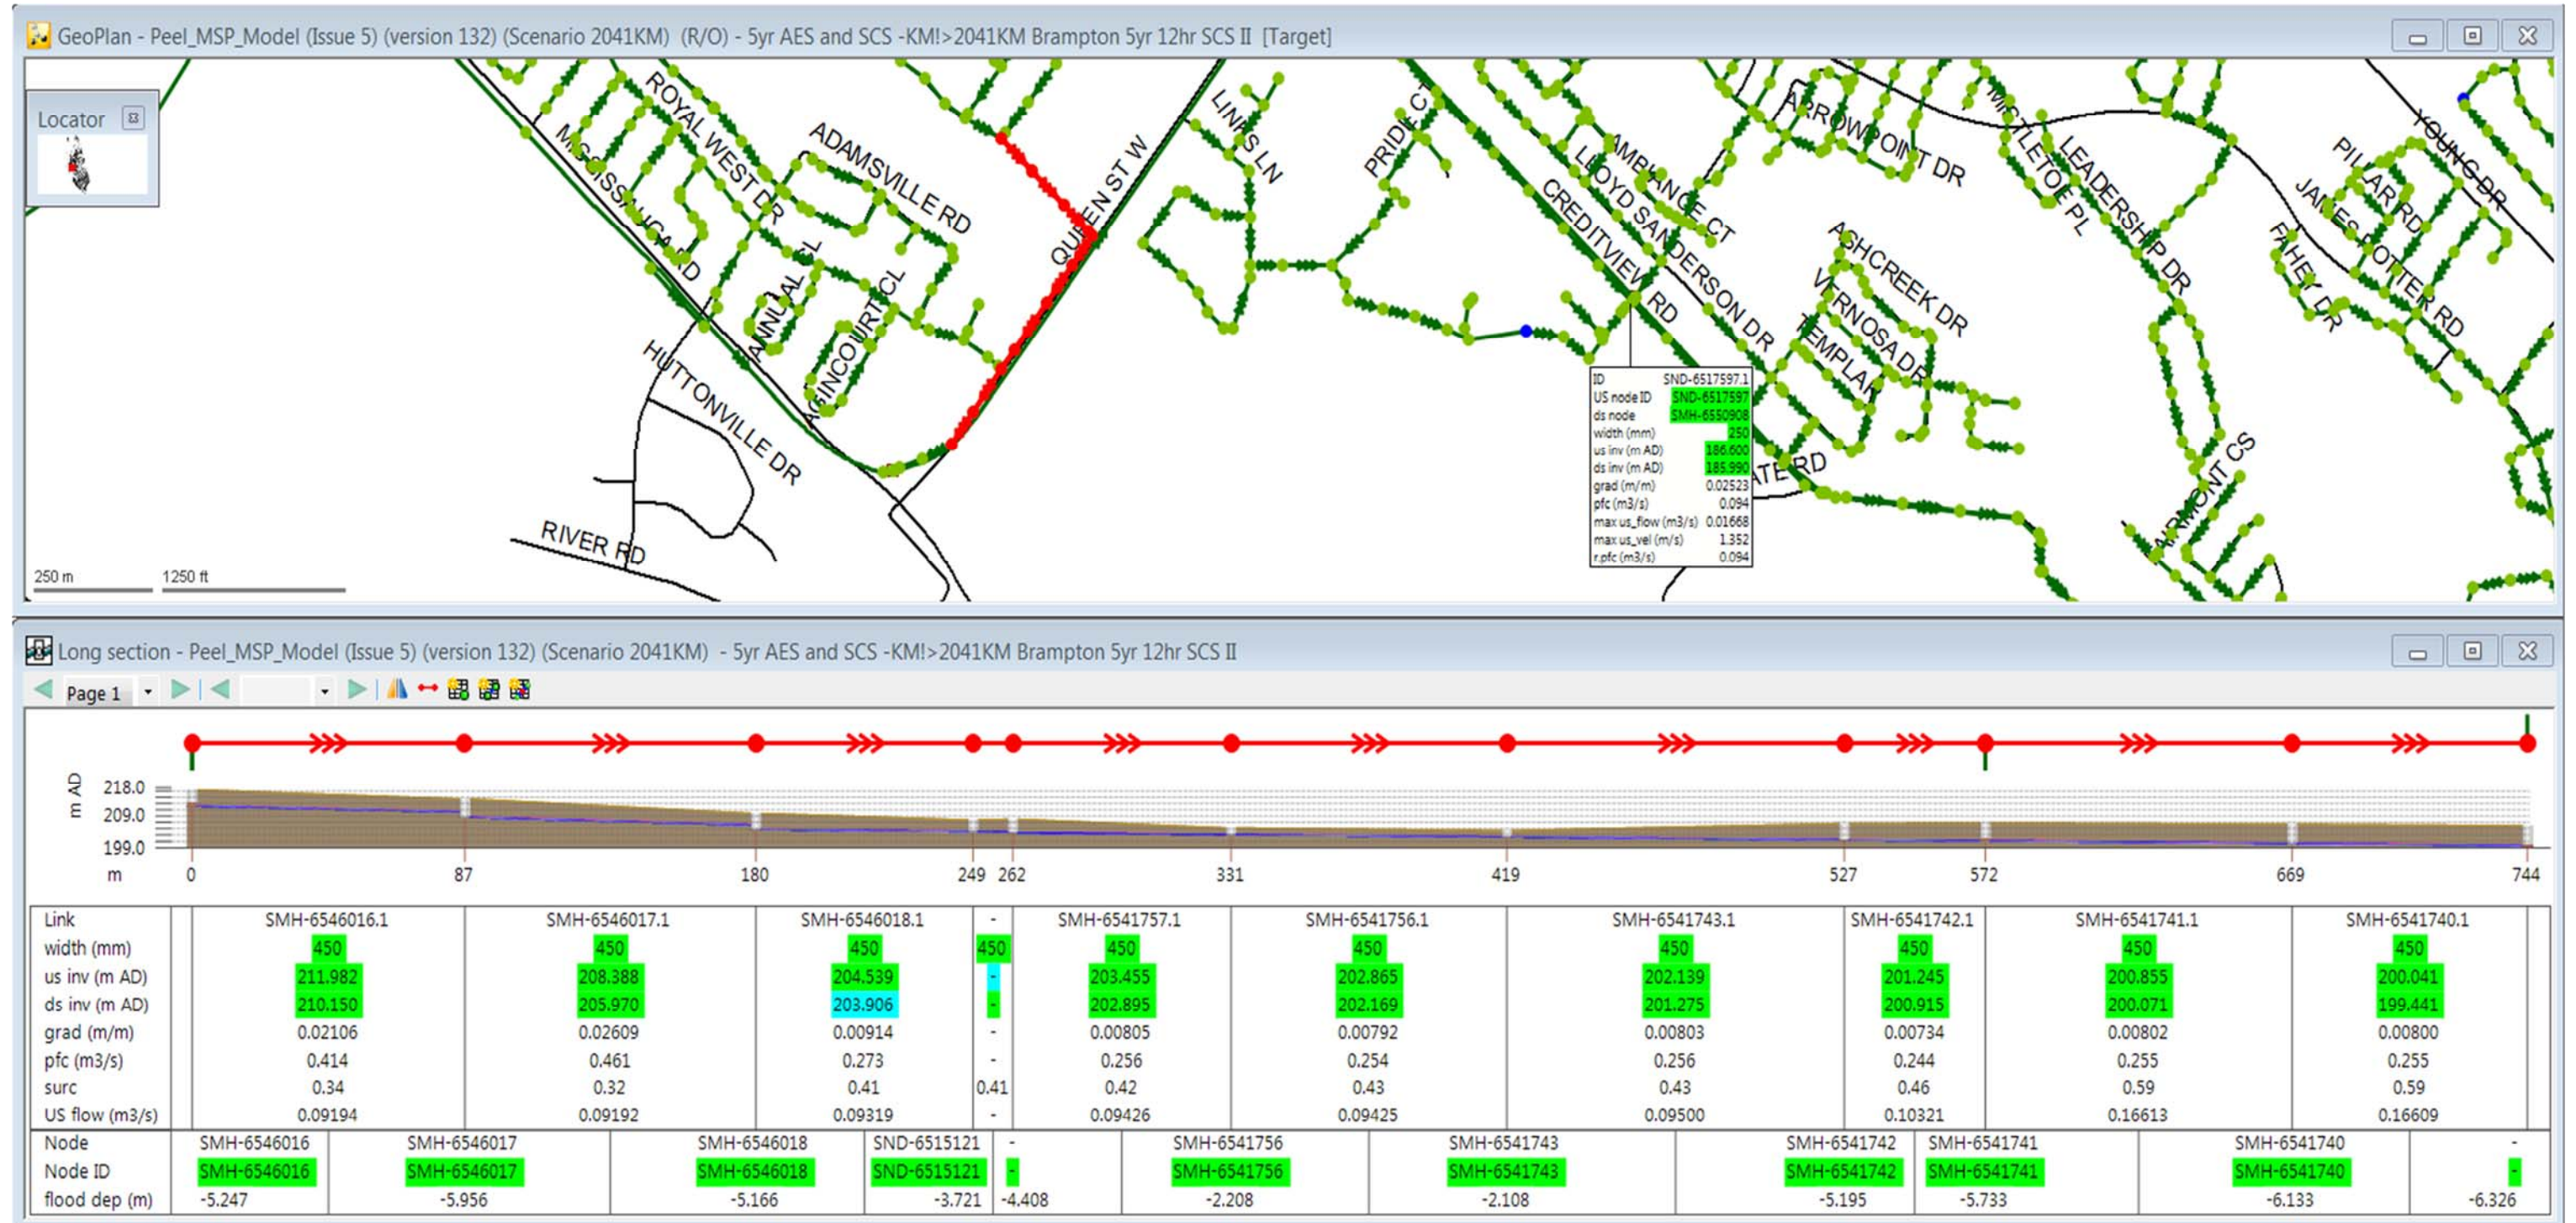 GeoPlan - Peel_MSP_Model (Issue 5) (version 132) (Scenario 2041KM) (R/O) - 5yr AES and SCS -KM!>2041KM Brampton 5yr 12hr SCS II [Target]
Locator
ROYAL WEST DR
ADAMSVILLE RD
MISSISSAUGA RD
ANNUAL CL
AGINCOURT CL
QUEEN ST W
LINKS LN
PRIDE CT
CREDITVIEW RD
LLOYD SANDERSON DR
AMBIANCE CT
ARROWPOINT DR
MISTLETOE PL
LEADERSHIP DR
ASHCREEK DR
VERNOSA DR
TEMPLAR
PILLAR RD
YOUNG DR
JAMES POTTER RD
FAHEY DR
HUTTONVILLE DR
RIVER RD
ATE RD
AIRMONT CS
ID SND-6517597.1
US node ID SND-6517597
ds node SMH-6550908
width (mm) 250
us inv (m AD) 186.600
ds inv (m AD) 185.990
grad (m/m) 0.02523
pfc (m3/s) 0.094
max us_flow (m3/s) 0.01668
max us_vel (m/s) 1.352
r.pfc (m3/s) 0.094
250 m 1250 ft
Long section - Peel_MSP_Model (Issue 5) (version 132) (Scenario 2041KM) - 5yr AES and SCS -KM!>2041KM Brampton 5yr 12hr SCS II
Page 1
m AD
218.0
209.0
199.0
m 0 87 180 249 262 331 419 527 572 669 744
Link SMH-6546016.1 SMH-6546017.1 SMH-6546018.1 - SMH-6541757.1 SMH-6541756.1 SMH-6541743.1 SMH-6541742.1 SMH-6541741.1 SMH-6541740.1
width (mm) 450 450 450 450 450 450 450 450 450 450
us inv (m AD) 211.982 208.388 204.539 - 203.455 202.865 202.139 201.245 200.855 200.041
ds inv (m AD) 210.150 205.970 203.906 - 202.895 202.169 201.275 200.915 200.071 199.441
grad (m/m) 0.02106 0.02609 0.00914 - 0.00805 0.00792 0.00803 0.00734 0.00802 0.00800
pfc (m3/s) 0.414 0.461 0.273 - 0.256 0.254 0.256 0.244 0.255 0.255
surc 0.34 0.32 0.41 0.41 0.42 0.43 0.43 0.46 0.59 0.59
US flow (m3/s) 0.09194 0.09192 0.09319 - 0.09426 0.09425 0.09500 0.10321 0.16613 0.16609
Node SMH-6546016 SMH-6546017 SMH-6546018 SND-6515121 - SMH-6541756 SMH-6541743 SMH-6541742 SMH-6541741 SMH-6541740 -
Node ID SMH-6546016 SMH-6546017 SMH-6546018 SND-6515121 - SMH-6541756 SMH-6541743 SMH-6541742 SMH-6541741 SMH-6541740 -
flood dep (m) -5.247 -5.956 -5.166 -3.721 -4.408 -2.208 -2.108 -5.195 -5.733 -6.133 -6.326